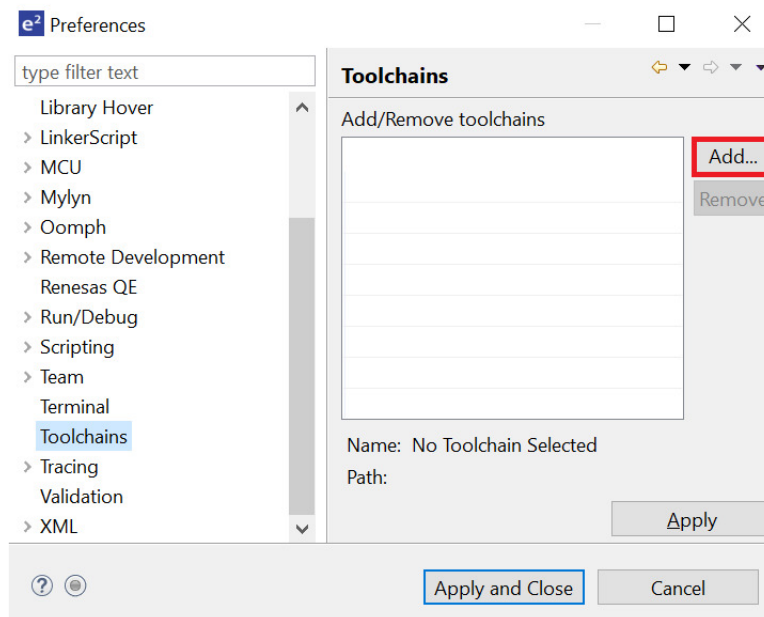 e² Preferences
type filter text
Library Hover
LinkerScript
MCU
Mylyn
Oomph
Remote Development
Renesas QE
Run/Debug
Scripting
Team
Terminal
Toolchains
Tracing
Validation
XML
Toolchains
Add/Remove toolchains
Add...
Remove
Name: No Toolchain Selected
Path:
Apply
?
Apply and Close
Cancel